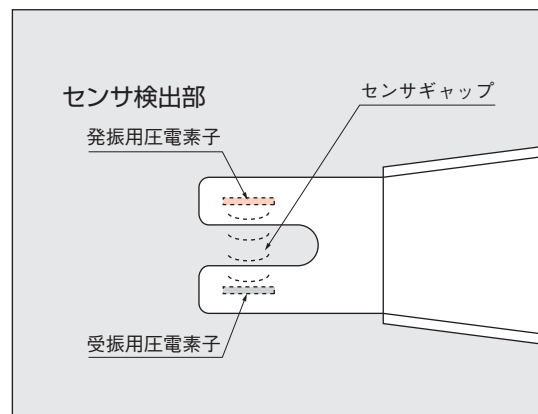 センサ検出部
センサギャップ
発振用圧電素子
受振用圧電素子